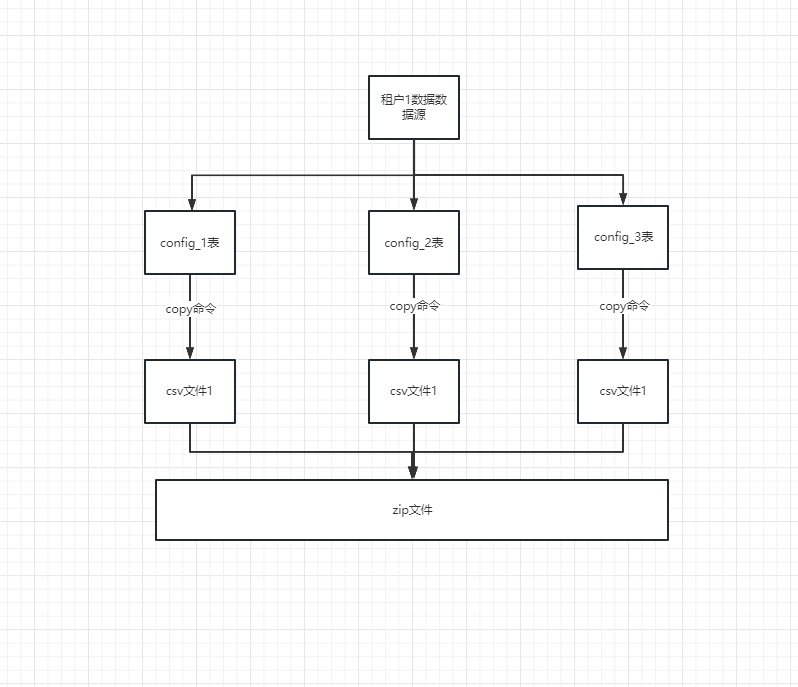 租户1数据数
据源
config_1表
config_2表
config_3表
copy命令
copy命令
copy命令
csv文件1
csv文件1
csv文件1
zip文件